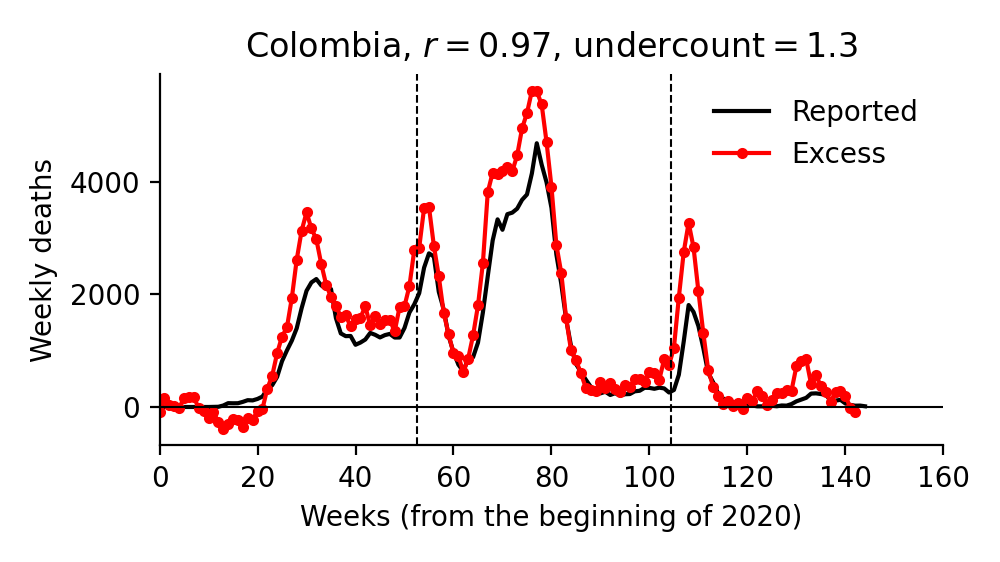 Colombia, r = 0.97, undercount = 1.3
Reported
Excess
Weekly deaths
4000
2000
0
0 20 40 60 80 100 120 140 160
Weeks (from the beginning of 2020)